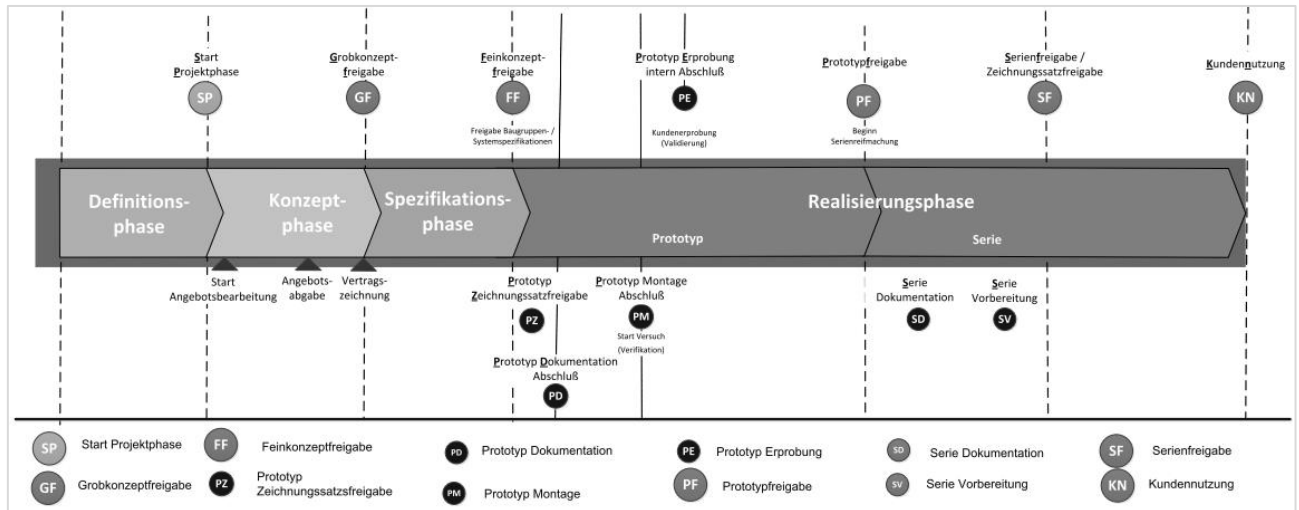 Start
Projektphase
SP
Grobkonzept-
freigabe
GF
Feinkonzept-
freigabe
FF
Freigabe Baugruppen- /
Systemspezifikationen
Prototyp Erprobung
intern Abschluß
PE
Kundenerprobung
(Validierung)
Prototypfreigabe
PF
Beginn
Serienreifmachung
Serienfreigabe /
Zeichnungssatzfreigabe
SF
Kundennutzung
KN
Definitions-
phase
Konzept-
phase
Spezifikations-
phase
Realisierungsphase
Prototyp
Serie
Start
Angebotsbearbeitung
Angebots-
abgabe
Vertrags-
zeichnung
Prototyp
Zeichnungssatzfreigabe
PZ
Prototyp Montage
Abschluß
PM
Start Versuch
(Verifikation)
Serie
Dokumentation
SD
Serie
Vorbereitung
SV
Prototyp Dokumentation
Abschluß
PD
SP Start Projektphase
FF Feinkonzeptfreigabe
PD Prototyp Dokumentation
PE Prototyp Erprobung
SD Serie Dokumentation
SF Serienfreigabe
GF Grobkonzeptfreigabe
PZ Prototyp
Zeichnungssatzsfreigabe
PM Prototyp Montage
PF Prototypfreigabe
SV Serie Vorbereitung
KN Kundennutzung